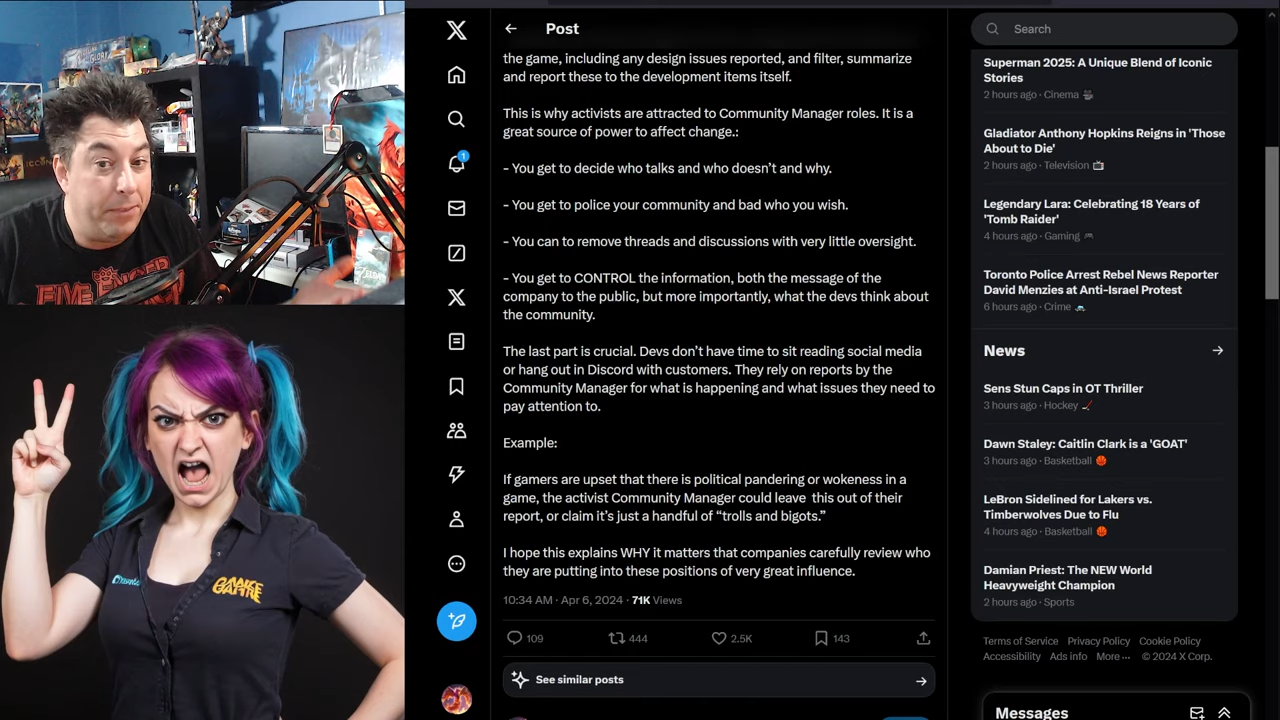 GLORY
FIVE FINGER
Post
the game, including any design issues reported, and filter, summarize
and report these to the development items itself.
This is why activists are attracted to Community Manager roles. It is a
great source of power to affect change.:
- You get to decide who talks and who doesn’t and why.
- You get to police your community and bad who you wish.
- You can to remove threads and discussions with very little oversight.
- You get to CONTROL the information, both the message of the
company to the public, but more importantly, what the devs think about
the community.
The last part is crucial. Devs don’t have time to sit reading social media
or hang out in Discord with customers. They rely on reports by the
Community Manager for what is happening and what issues they need to
pay attention to.
Example:
If gamers are upset that there is political pandering or wokeness in a
game, the activist Community Manager could leave  this out of their
report, or claim it’s just a handful of “trolls and bigots.”
I hope this explains WHY it matters that companies carefully review who
they are putting into these positions of very great influence.
10:34 AM · Apr 6, 2024 · 71K Views
109 444 2.5K 143
See similar posts
1
Search
Superman 2025: A Unique Blend of Iconic
Stories
2 hours ago · Cinema
Gladiator Anthony Hopkins Reigns in 'Those
About to Die'
2 hours ago · Television
Legendary Lara: Celebrating 18 Years of
'Tomb Raider'
4 hours ago · Gaming
Toronto Police Arrest Rebel News Reporter
David Menzies at Anti-Israel Protest
6 hours ago · Crime
News
Sens Stun Caps in OT Thriller
3 hours ago · Hockey
Dawn Staley: Caitlin Clark is a 'GOAT'
3 hours ago · Basketball
LeBron Sidelined for Lakers vs.
Timberwolves Due to Flu
4 hours ago · Basketball
Damian Priest: The NEW World
Heavyweight Champion
2 hours ago · Sports
Terms of Service Privacy Policy Cookie Policy
Accessibility Ads info More ··· © 2024 X Corp.
Messages